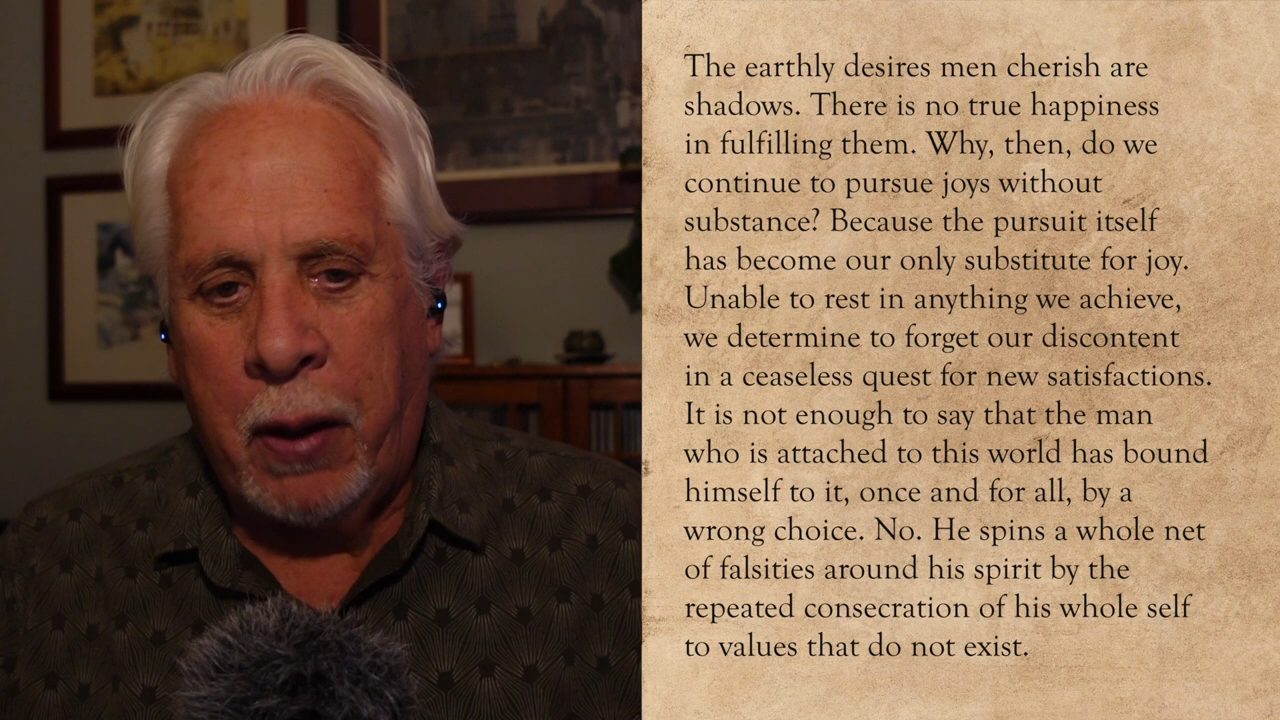 The earthly desires men cherish are
shadows. There is no true happiness
in fulfilling them. Why, then, do we
continue to pursue joys without
substance? Because the pursuit itself
has become our only substitute for joy.
Unable to rest in anything we achieve,
we determine to forget our discontent
in a ceaseless quest for new satisfactions.
It is not enough to say that the man
who is attached to this world has bound
himself to it, once and for all, by a
wrong choice. No. He spins a whole net
of falsities around his spirit by the
repeated consecration of his whole self
to values that do not exist.